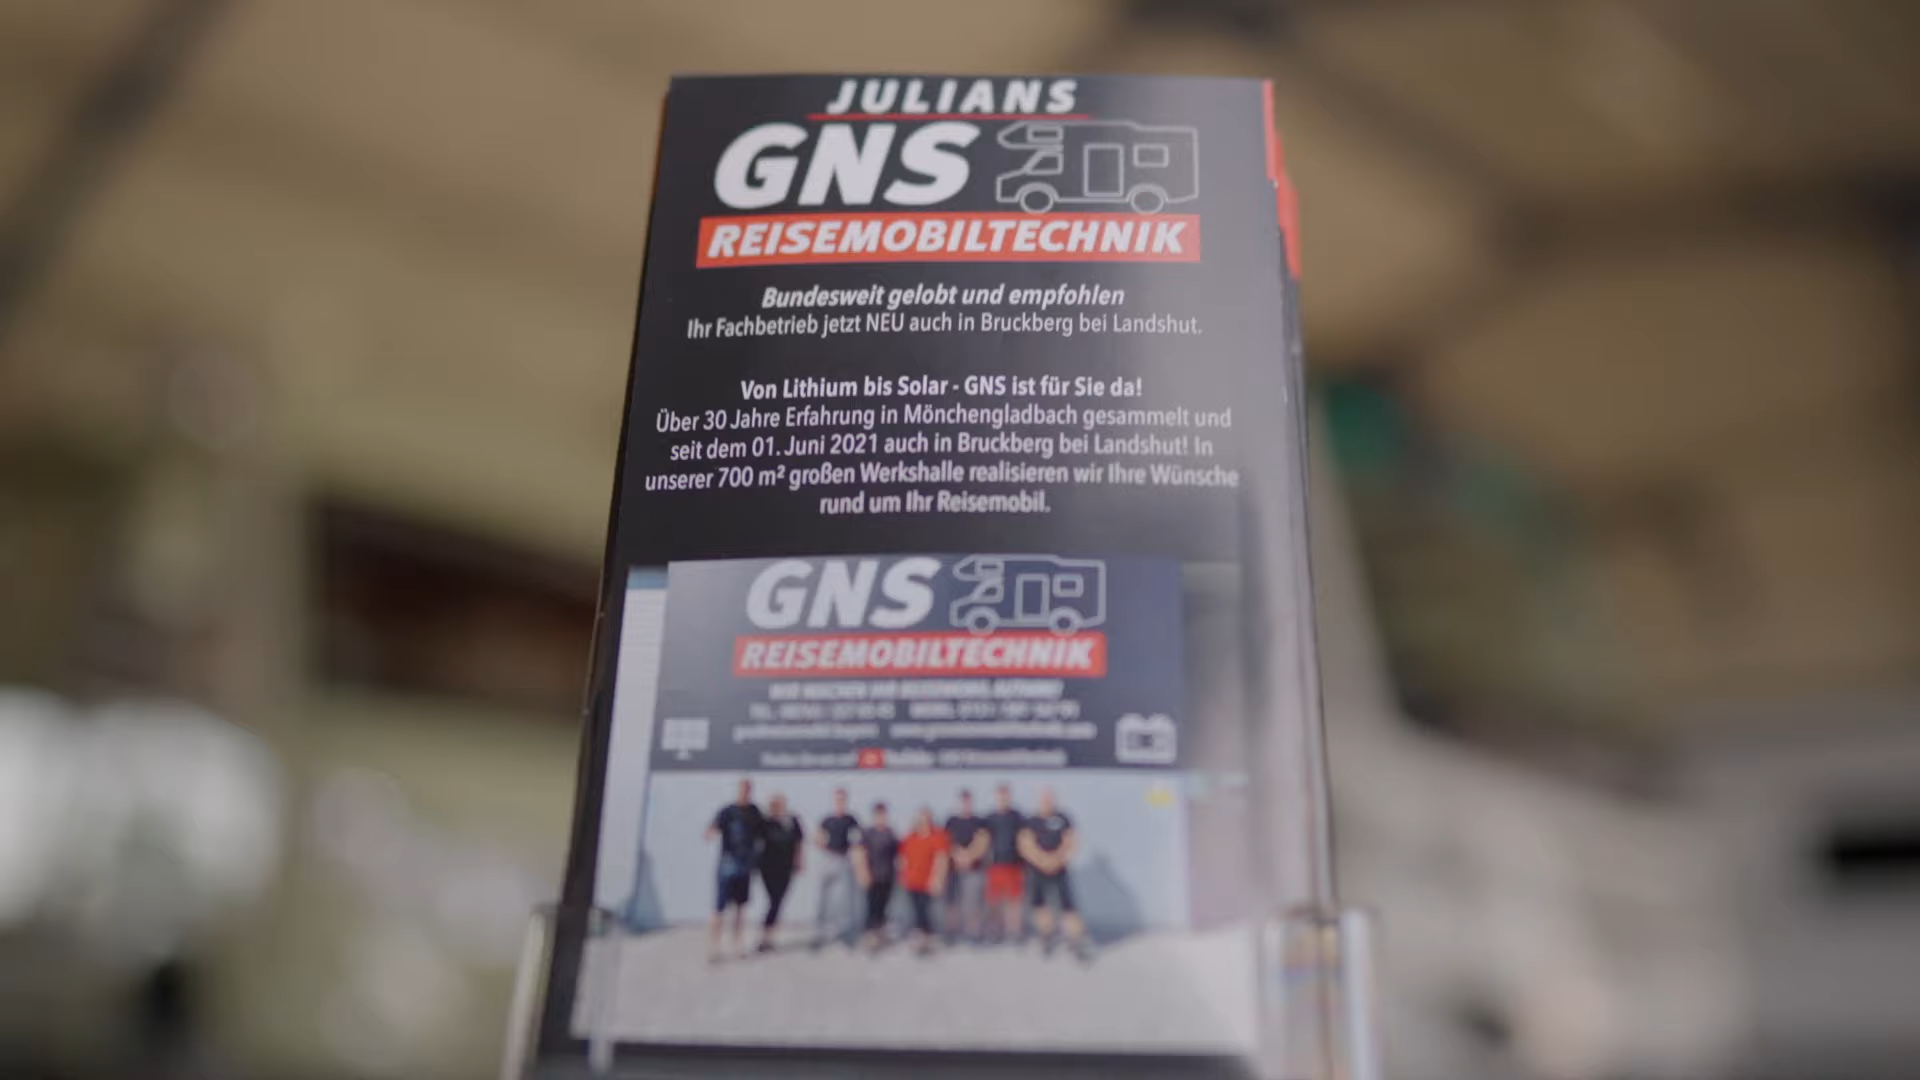 JULIANS
GNS
REISEMOBILTECHNIK
Bundesweit gelobt und empfohlen
Ihr Fachbetrieb jetzt NEU auch in Bruckberg bei Landshut.
Von Lithium bis Solar - GNS ist für Sie da!
Über 30 Jahre Erfahrung in Mönchengladbach gesammelt und
seit dem 01. Juni 2021 auch in Bruckberg bei Landshut! In
unserer 700 m² großen Werkshalle realisieren wir Ihre Wünsche
rund um Ihr Reisemobil.
GNS
REISEMOBILTECHNIK